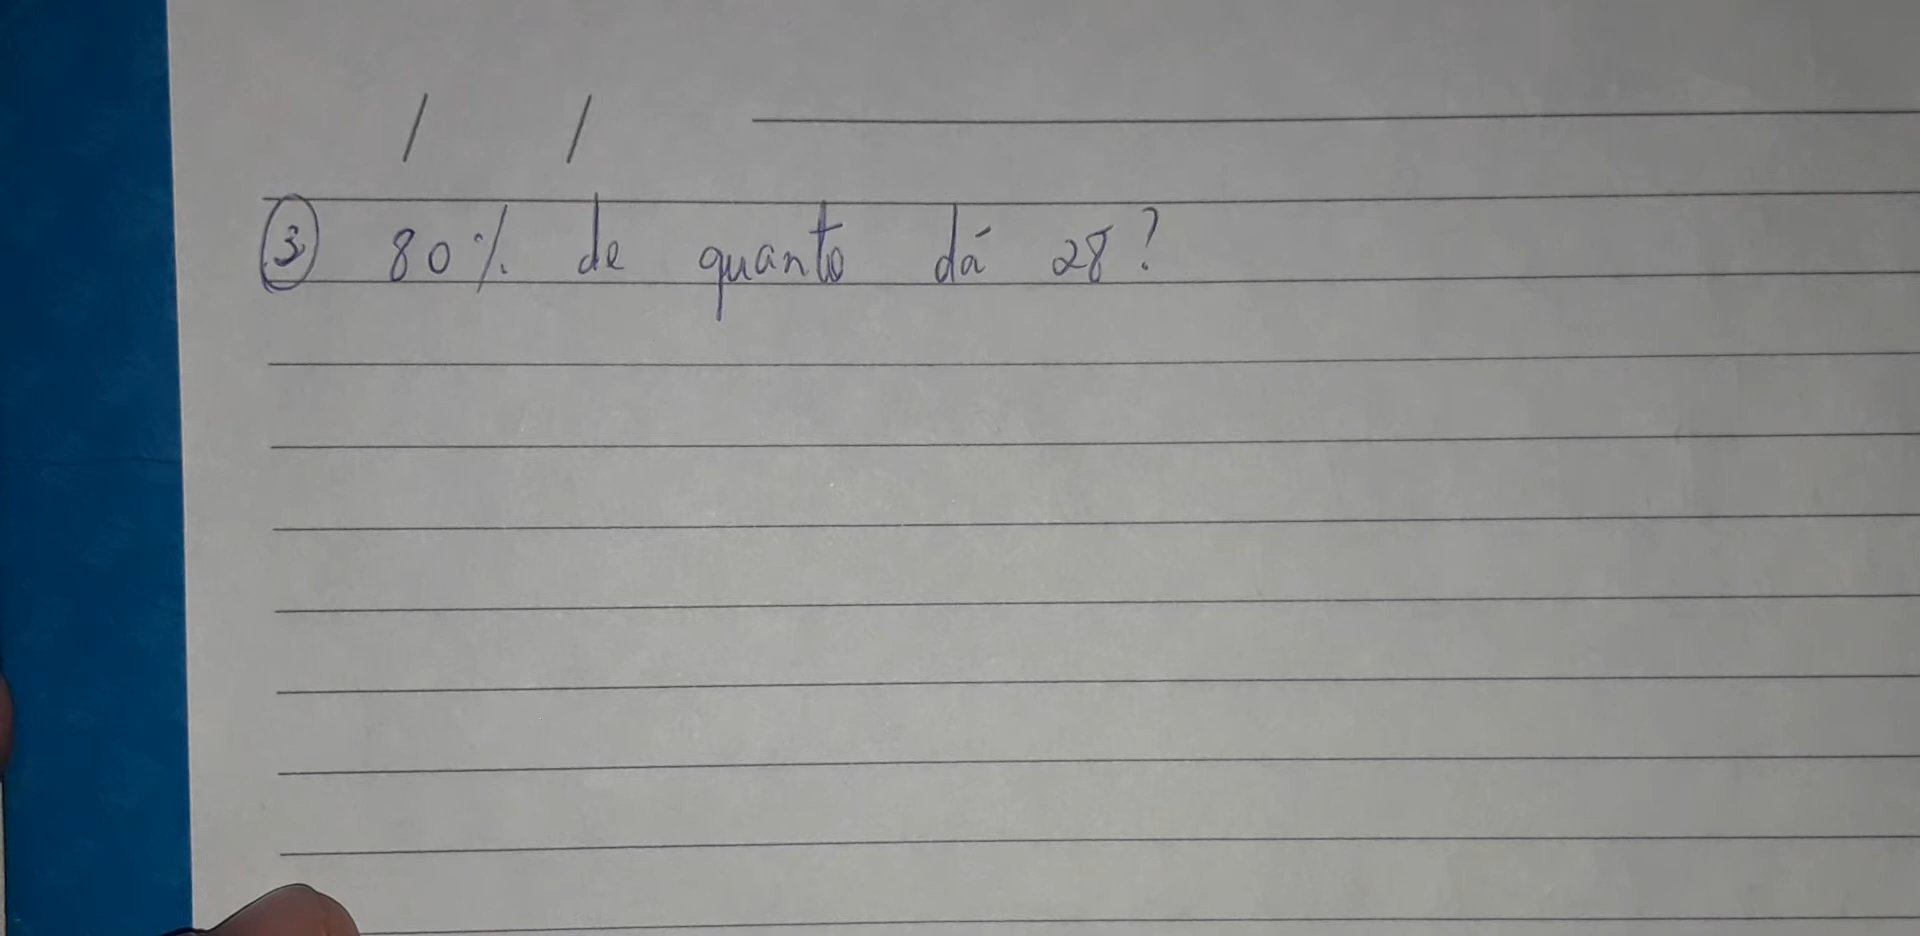 / /
3 80% de quanto dá 28?